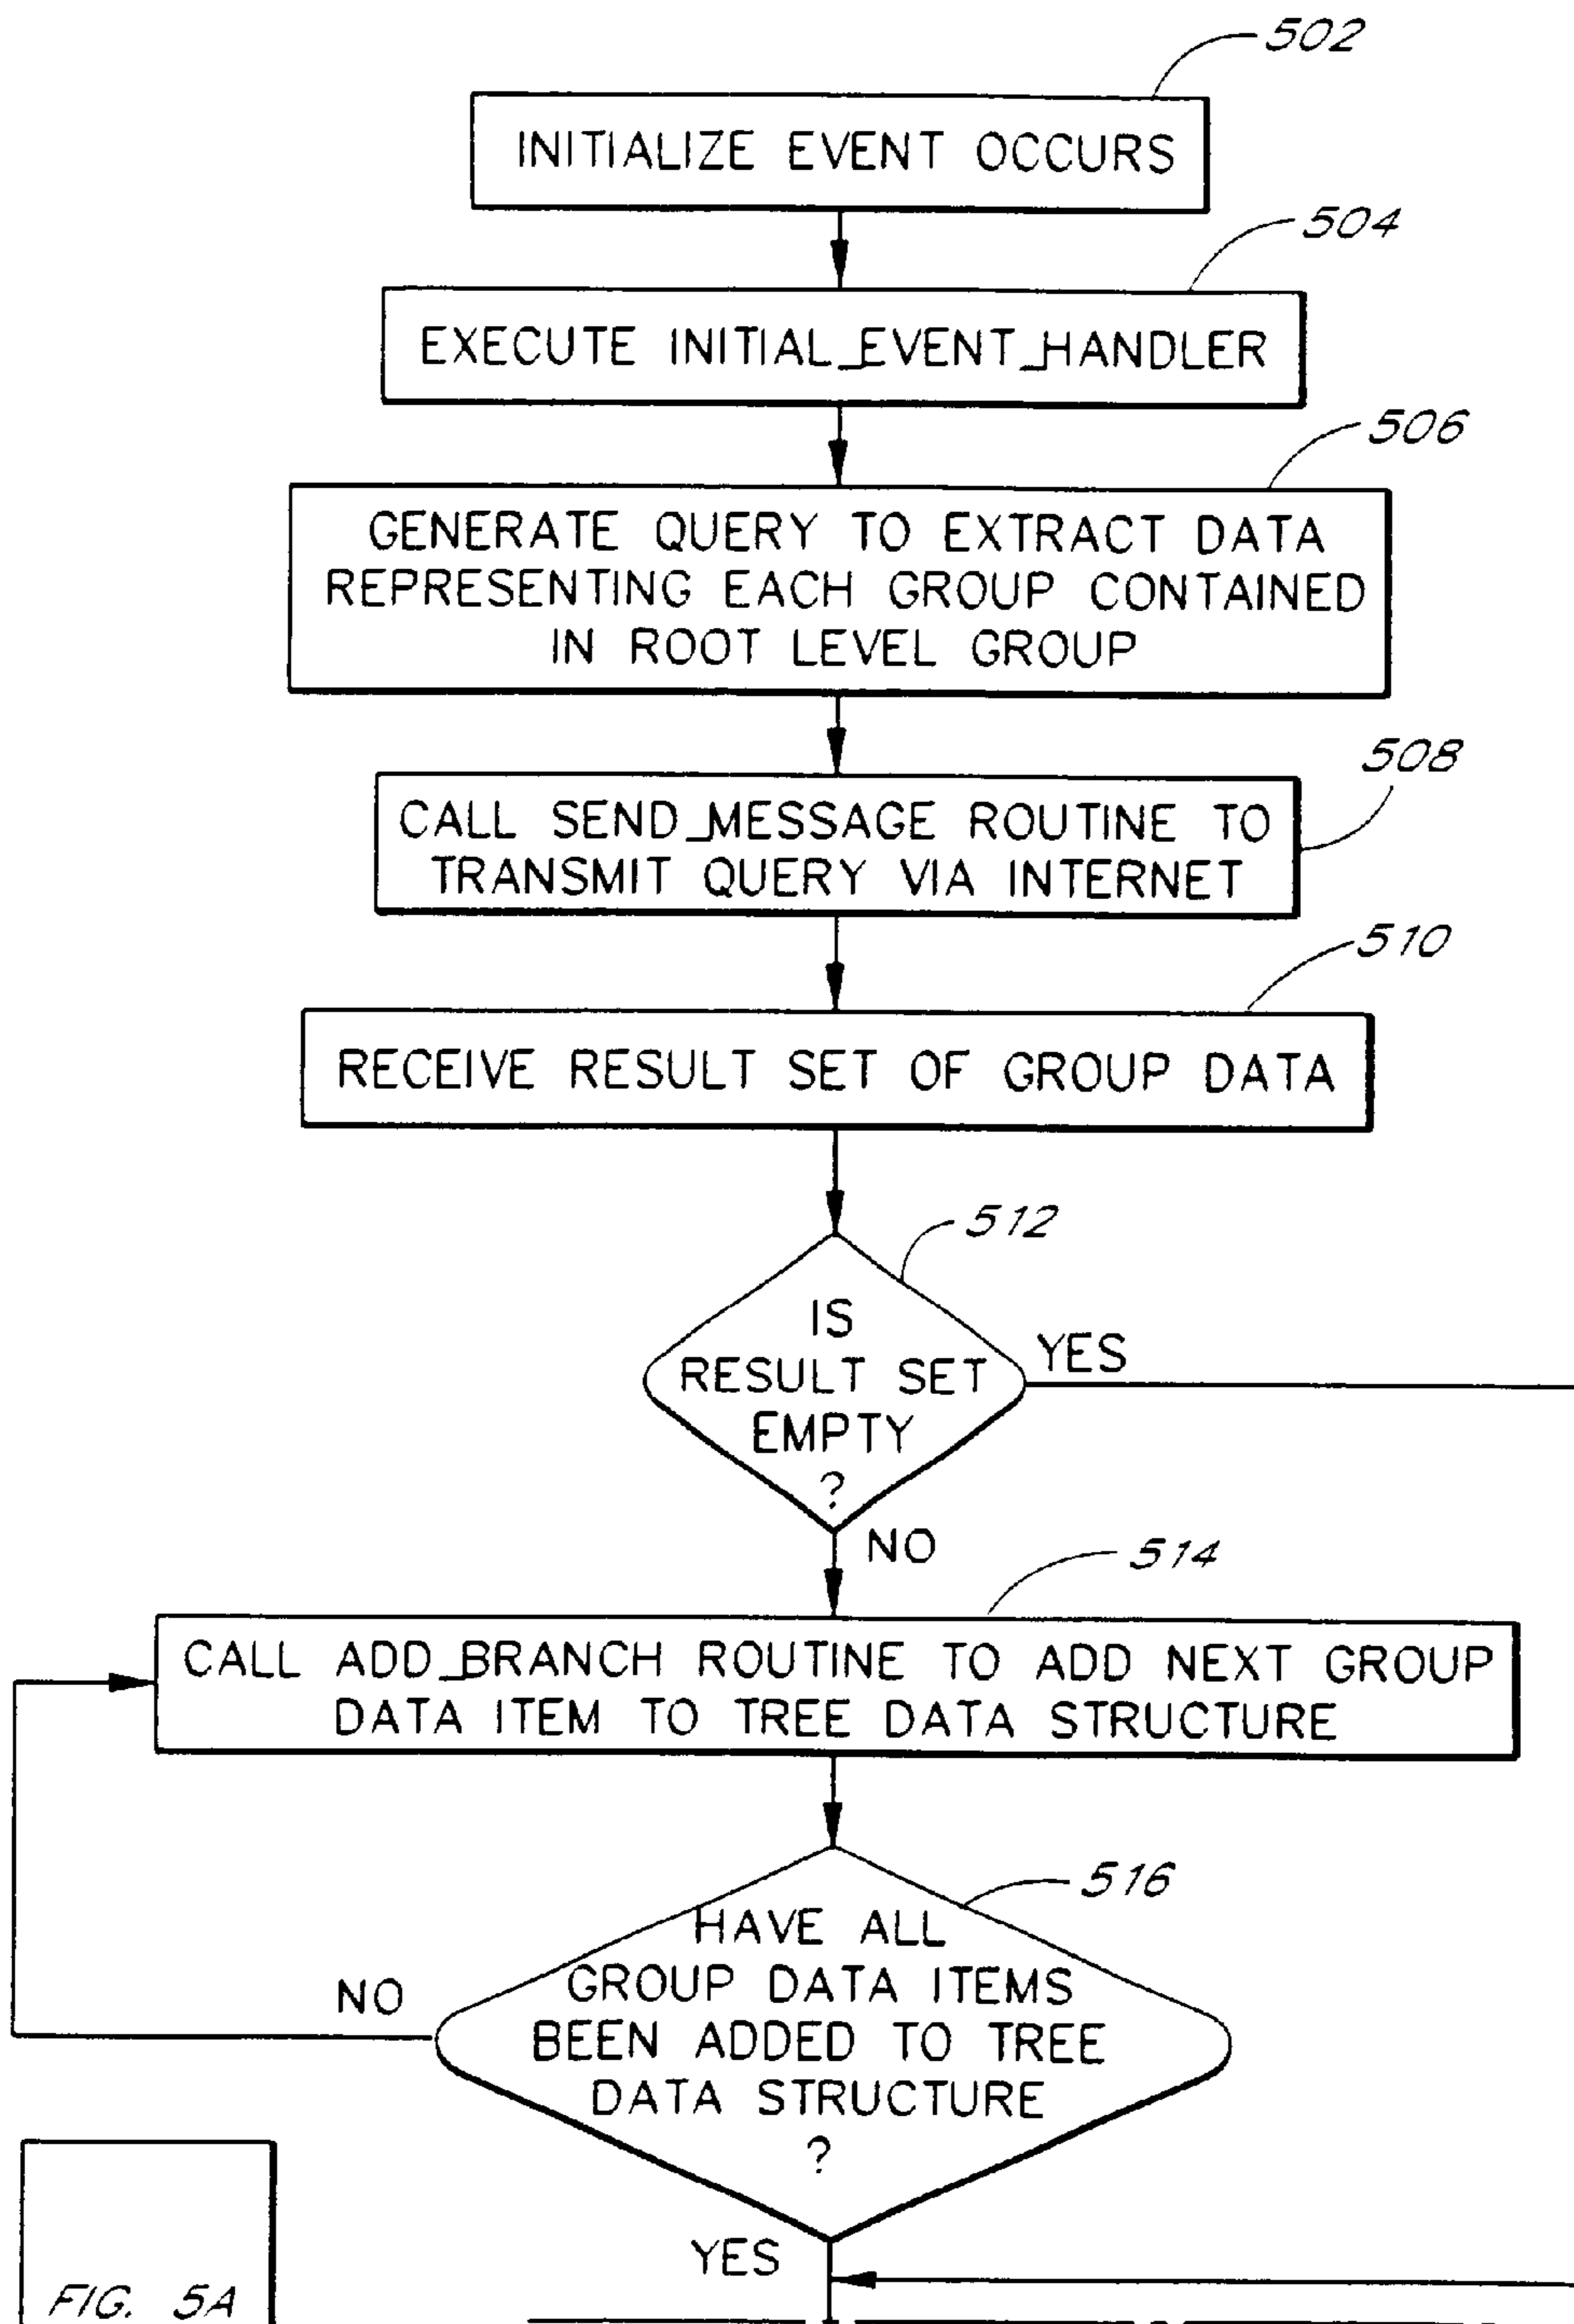 502
INITIALIZE EVENT OCCURS
504
EXECUTE INITIAL_EVENT_HANDLER
506
GENERATE QUERY TO EXTRACT DATA
REPRESENTING EACH GROUP CONTAINED
IN ROOT LEVEL GROUP
508
CALL SEND_MESSAGE ROUTINE TO
TRANSMIT QUERY VIA INTERNET
510
RECEIVE RESULT SET OF GROUP DATA
512
IS
RESULT SET
EMPTY
?
YES
NO
514
CALL ADD_BRANCH ROUTINE TO ADD NEXT GROUP
DATA ITEM TO TREE DATA STRUCTURE
516
HAVE ALL
GROUP DATA ITEMS
BEEN ADDED TO TREE
DATA STRUCTURE
?
NO
YES
FIG. 5A